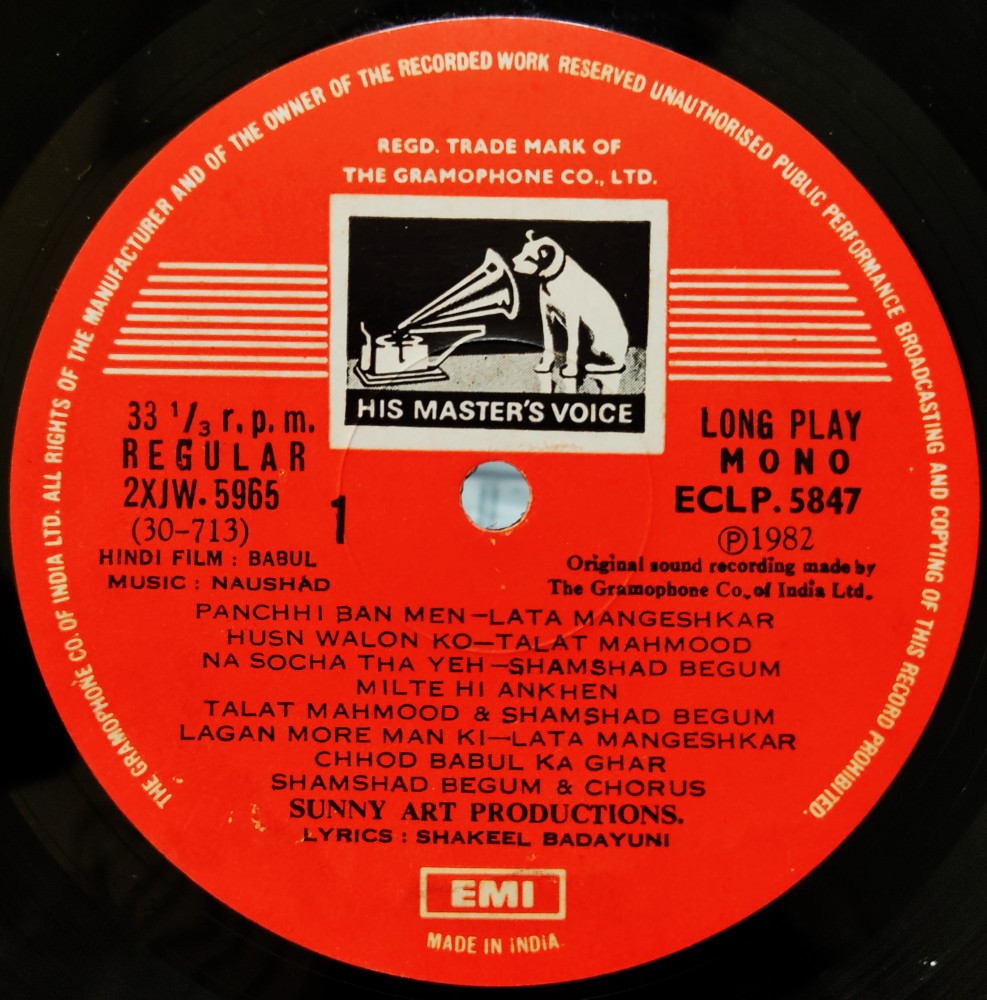 THE GRAMOPHONE CO. OF INDIA LTD. ALL RIGHTS OF THE MANUFACTURER AND OF THE OWNER OF THE RECORDED WORK RESERVED UNAUTHORISED PUBLIC PERFORMANCE BROADCASTING AND COPYING OF THIS RECORD PROHIBITED.
REGD. TRADE MARK OF
THE GRAMOPHONE CO., LTD.
HIS MASTER'S VOICE
33 1/3 r.p.m.
REGULAR
2XJW.5965
(30-713)
1
LONG PLAY
MONO
ECLP.5847
Ⓟ1982
Original sound recording made by
The Gramophone Co. of India Ltd.
HINDI FILM : BABUL
MUSIC : NAUSHAD
PANCHHI BAN MEN—LATA MANGESHKAR
HUSN WALON KO—TALAT MAHMOOD
NA SOCHA THA YEH—SHAMSHAD BEGUM
MILTE HI ANKHEN
TALAT MAHMOOD & SHAMSHAD BEGUM
LAGAN MORE MAN KI—LATA MANGESHKAR
CHHOD BABUL KA GHAR
SHAMSHAD BEGUM & CHORUS
SUNNY ART PRODUCTIONS.
LYRICS : SHAKEEL BADAYUNI
EMI
MADE IN INDIA